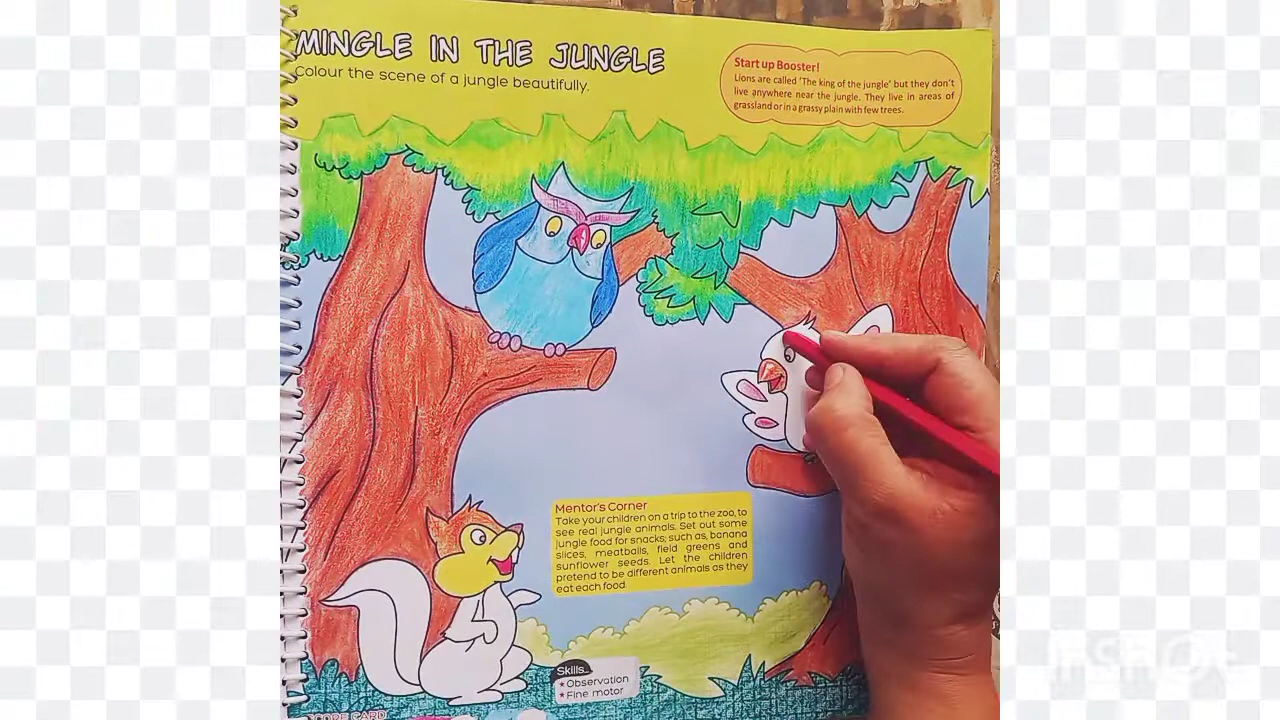 MINGLE IN THE JUNGLE
Colour the scene of a jungle beautifully.
Start up Booster!
Lions are called 'The king of the jungle' but they don't
live anywhere near the jungle. They live in areas of
grassland or in a grassy plain with few trees.
Mentor's Corner
Take your children on a trip to the zoo, to
see real jungle animals. Set out some
jungle food for snacks; such as, banana
slices, meatballs, field greens and
sunflower seeds. Let the children
pretend to be different animals as they
eat each food.
Skills
★ Observation
★ Fine motor
SCORE CARD
InShOt